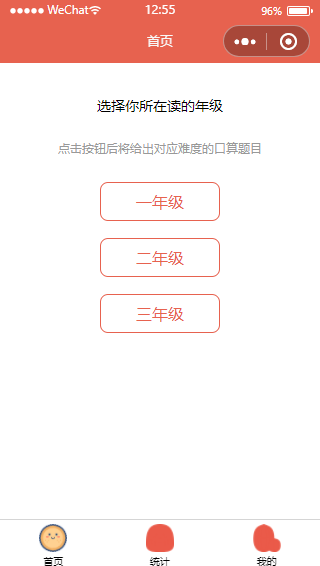 WeChat 12:55 96%
首页
选择你所在读的年级
点击按钮后将给出对应难度的口算题目
一年级
二年级
三年级
首页 统计 我的